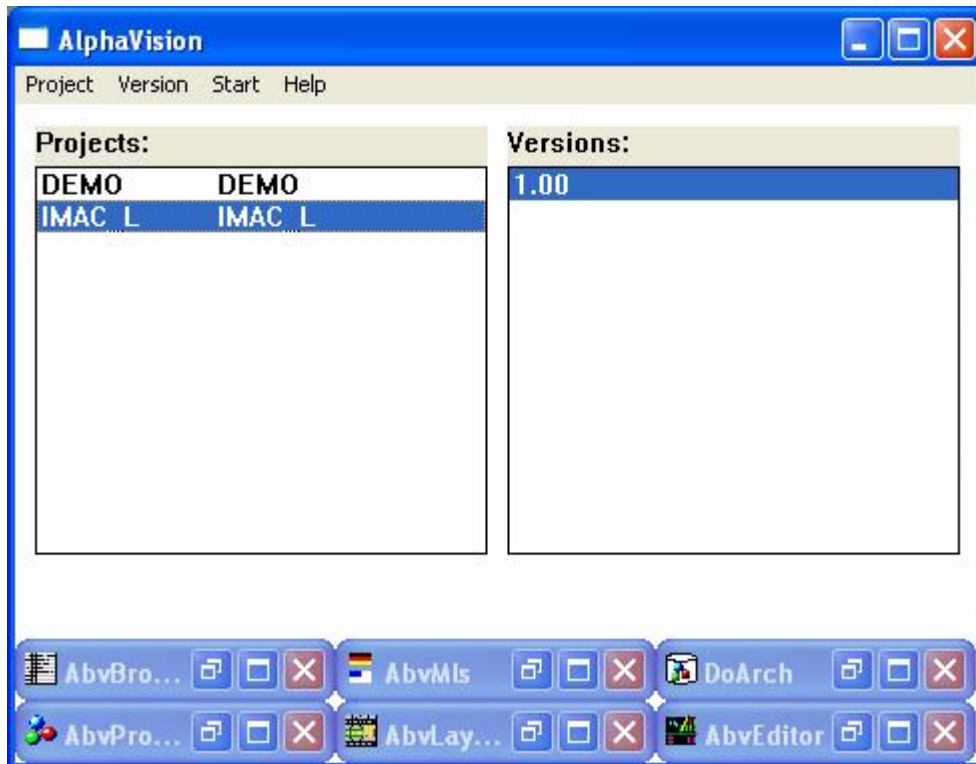 AlphaVision
Project Version Start Help
Projects: Versions:
DEMO DEMO 1.00
IMAC_L IMAC_L
AbvBro... AbvMls DoArch
AbvPro... AbvLay... AbvEditor